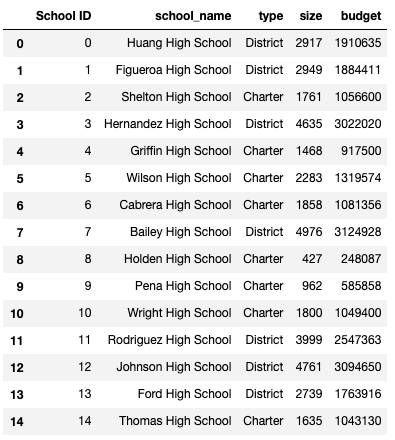 School ID school_name type size budget
0 0 Huang High School District 2917 1910635
1 1 Figueroa High School District 2949 1884411
2 2 Shelton High School Charter 1761 1056600
3 3 Hernandez High School District 4635 3022020
4 4 Griffin High School Charter 1468 917500
5 5 Wilson High School Charter 2283 1319574
6 6 Cabrera High School Charter 1858 1081356
7 7 Bailey High School District 4976 3124928
8 8 Holden High School Charter 427 248087
9 9 Pena High School Charter 962 585858
10 10 Wright High School Charter 1800 1049400
11 11 Rodriguez High School District 3999 2547363
12 12 Johnson High School District 4761 3094650
13 13 Ford High School District 2739 1763916
14 14 Thomas High School Charter 1635 1043130